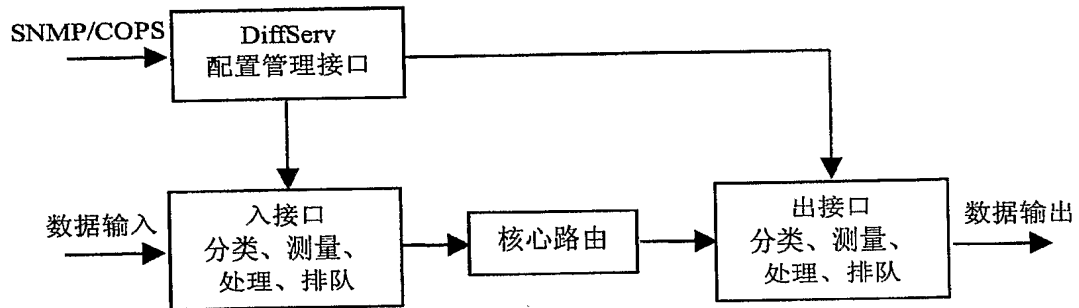 SNMP/COPS
DiffServ
配置管理接口
数据输入
入接口
分类、测量、
处理、排队
核心路由
出接口
分类、测量、
处理、排队
数据输出